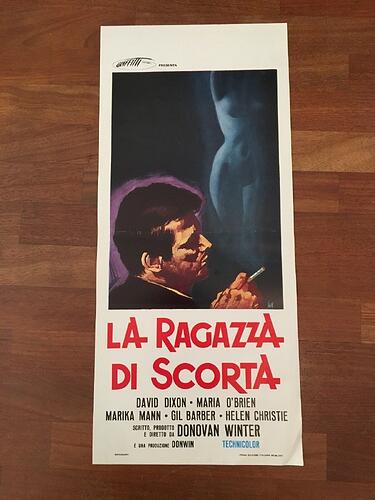 GRIFFITH
PRESENTA
LA RAGAZZA
DI SCORTA
DAVID DIXON • MARIA O'BRIEN
MARIKA MANN • GIL BARBER • HELEN CHRISTIE
SCRITTO, PRODOTTO
E DIRETTO DA DONOVAN WINTER
E UNA PRODUZIONE DONWIN TECHNICOLOR